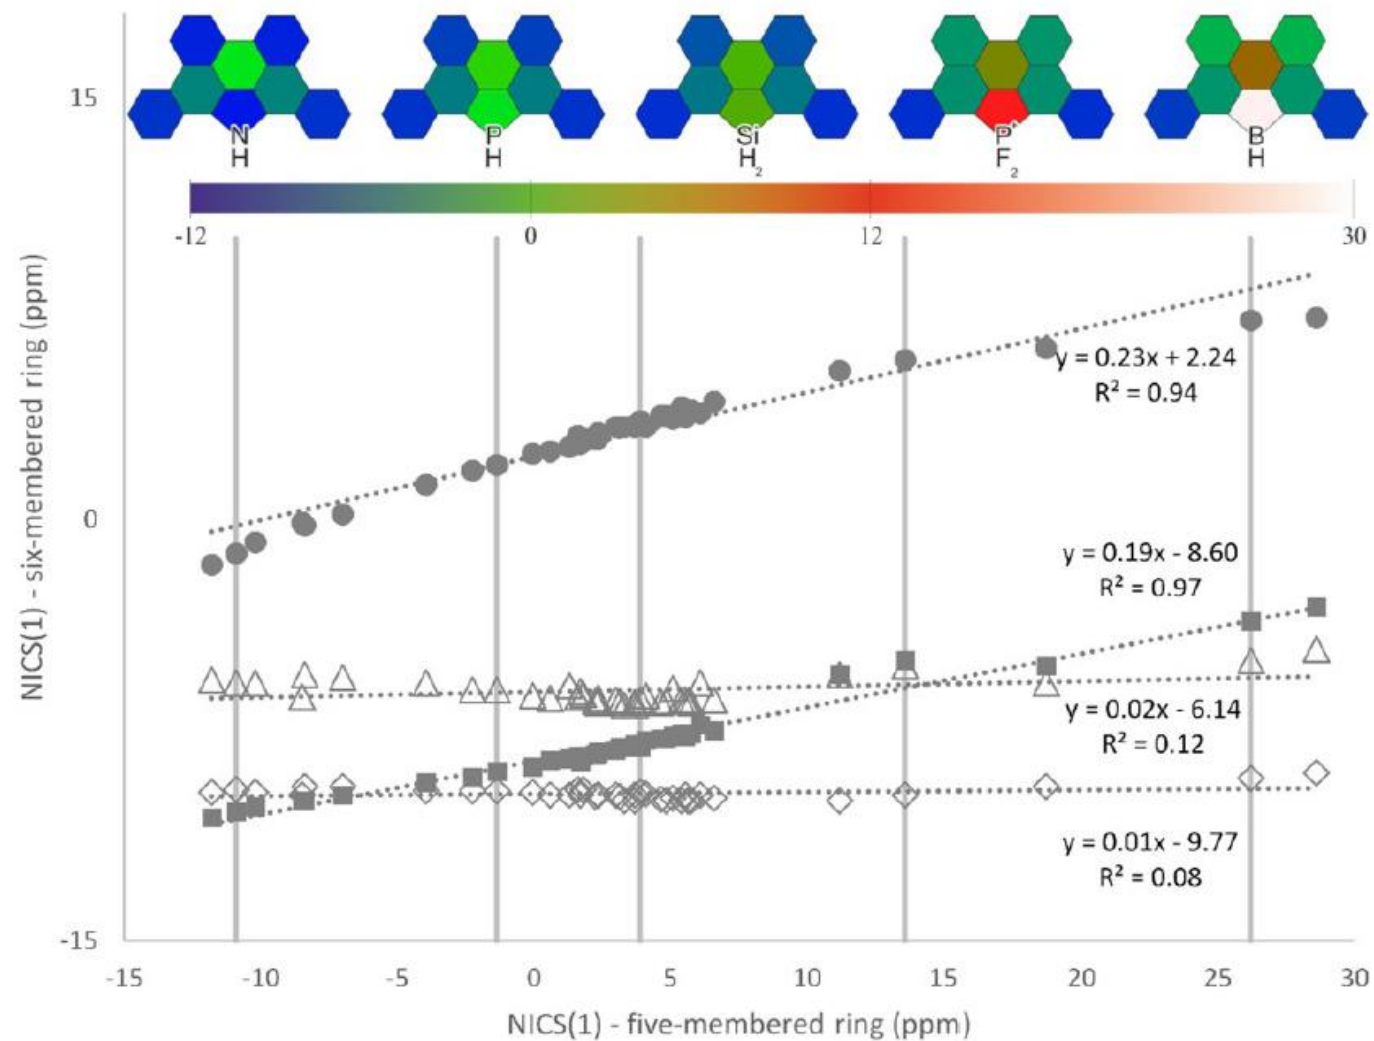 15
N
H
P
H
Si
H2
P
F2
B
H
-12 0 12 30
NICS(1) - six-membered ring (ppm)
y = 0.23x + 2.24
R² = 0.94
0
y = 0.19x - 8.60
R² = 0.97
y = 0.02x - 6.14
R² = 0.12
y = 0.01x - 9.77
R² = 0.08
-15
-15 -10 -5 0 5 10 15 20 25 30
NICS(1) - five-membered ring (ppm)